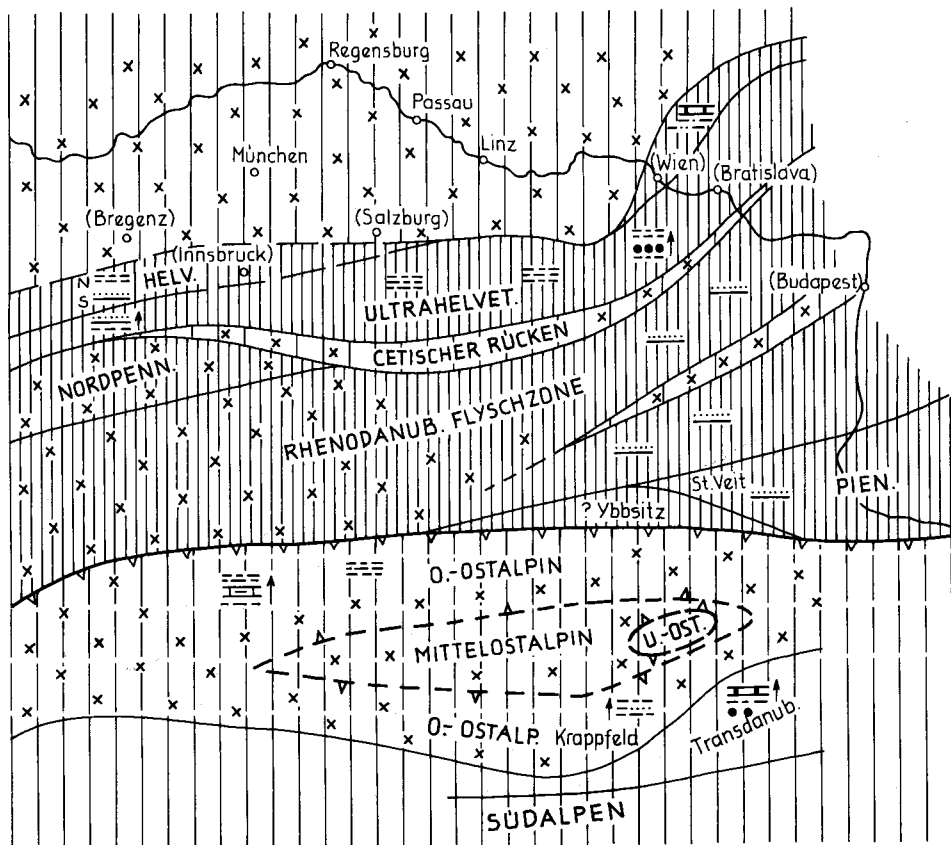 Regensburg
Passau
Linz
München
(Wien)
(Bratislava)
(Bregenz)
(Salzburg)
(Innsbruck)
N
HELV.
S
(Budapest)
ULTRAHELVET.
CETISCHER RÜCKEN
NORDPENN.
RHENODANUB. FLYSCHZONE
St.Veit
PIEN.
? Ybbsitz
O.-OSTALPIN
U.-OST.
MITTELOSTALPIN
O.-OSTALP.
Krappfeld
Transdanub.
SÜDALPEN